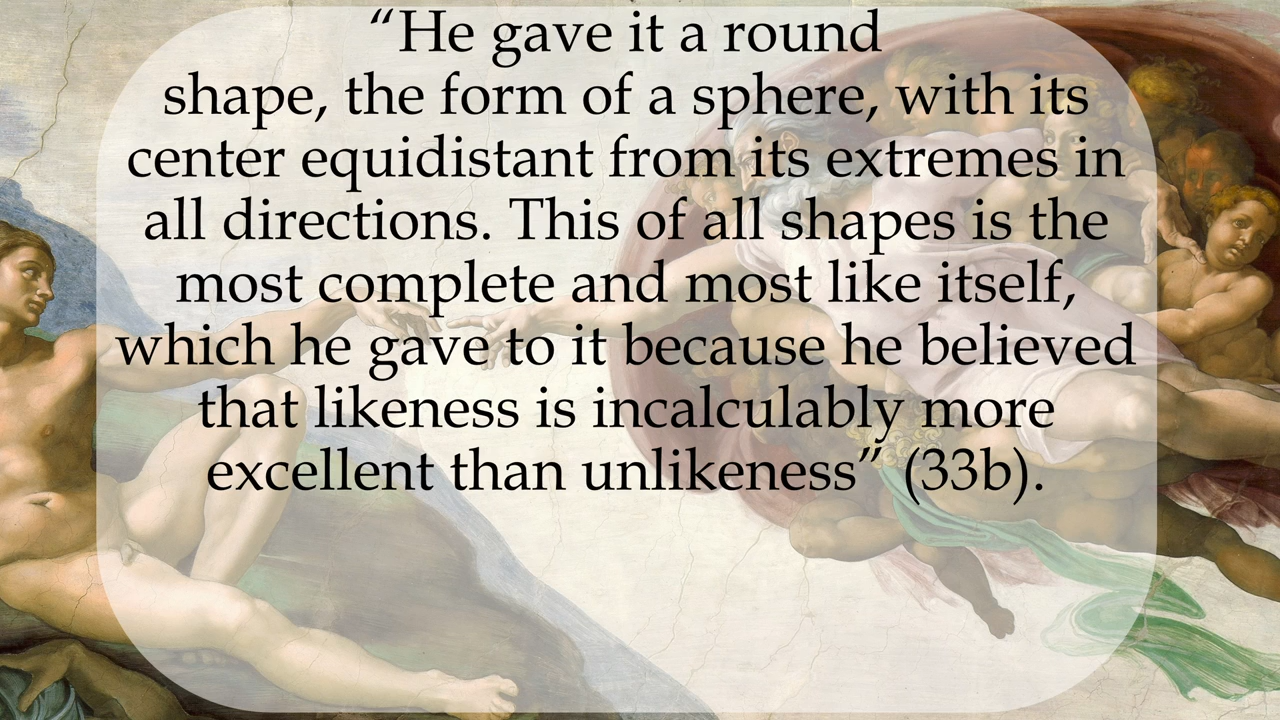 “He gave it a round
shape, the form of a sphere, with its
center equidistant from its extremes in
all directions. This of all shapes is the
most complete and most like itself,
which he gave to it because he believed
that likeness is incalculably more
excellent than unlikeness” (33b).